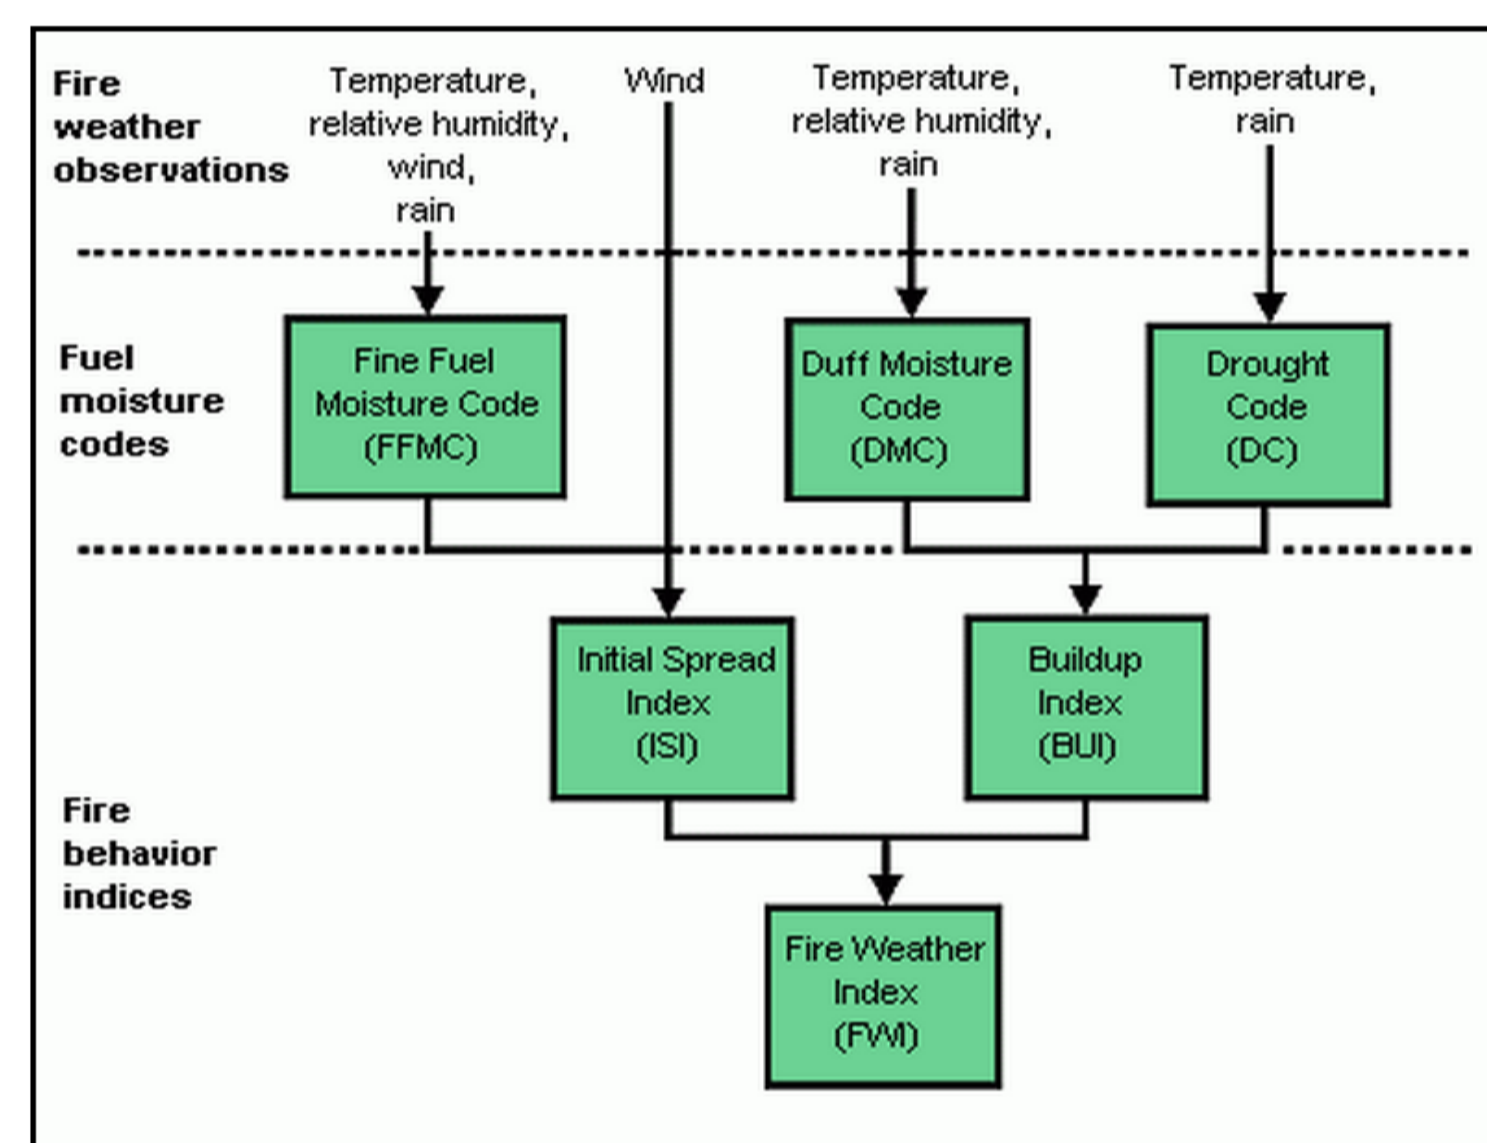 Fire
weather
observations
Temperature,
relative humidity,
wind,
rain
Wind
Temperature,
relative humidity,
rain
Temperature,
rain
Fuel
moisture
codes
Fine Fuel
Moisture Code
(FFMC)
Duff Moisture
Code
(DMC)
Drought
Code
(DC)
Fire
behavior
indices
Initial Spread
Index
(ISI)
Buildup
Index
(BUI)
Fire Weather
Index
(FWI)